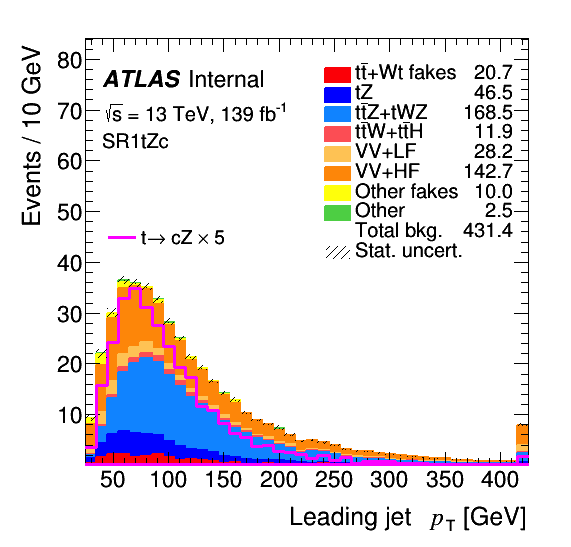 ATLAS Internal
√s = 13 TeV, 139 fb⁻¹
SR1tZc
t→ cZ × 5
tt̄+Wt fakes 20.7
tZ 46.5
tt̄Z+tWZ 168.5
tt̄W+tt̄H 11.9
VV+LF 28.2
VV+HF 142.7
Other fakes 10.0
Other 2.5
Total bkg. 431.4
Stat. uncert.
Events / 10 GeV
80
70
60
50
40
30
20
10
50 100 150 200 250 300 350 400
Leading jet p_T [GeV]